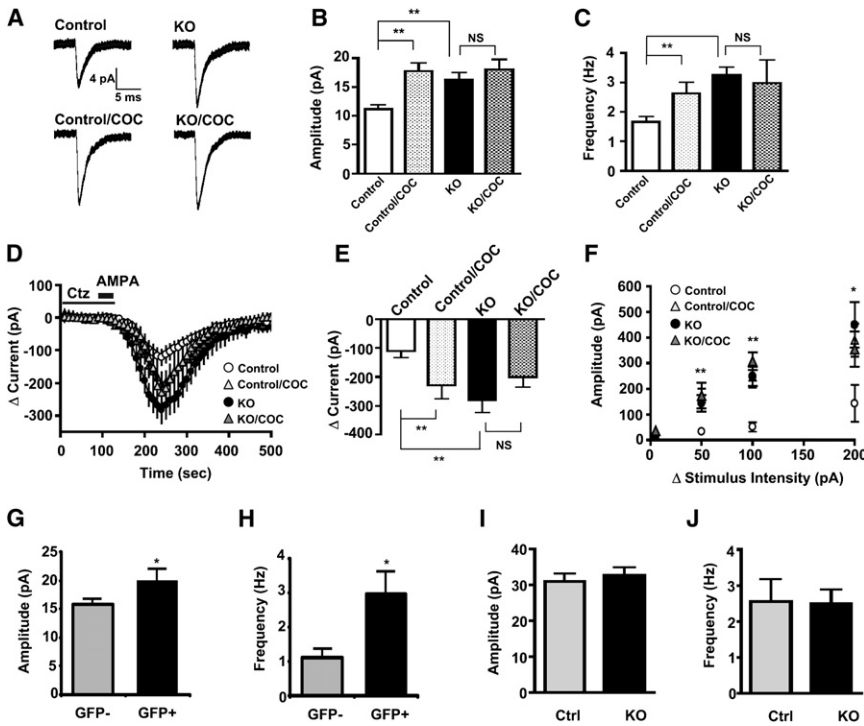 A
Control
KO
4 pA
5 ms
Control/COC
KO/COC
B
**
**
NS
20
15
10
5
0
Amplitude (pA)
Control
Control/COC
KO
KO/COC
C
**
NS
5
4
3
2
1
0
Frequency (Hz)
Control
Control/COC
KO
KO/COC
D
AMPA
Ctz
100
0
-100
-200
-300
Δ Current (pA)
Control
Control/COC
KO
KO/COC
0 100 200 300 400 500
Time (sec)
E
Control
Control/COC
KO
KO/COC
0
-100
-200
-300
-400
Δ Current (pA)
**
**
NS
F
600
500
400
300
200
100
0
Amplitude (pA)
Control
Control/COC
KO
KO/COC
**
**
*
0 50 100 150 200
Δ Stimulus Intensity (pA)
G
25
20
15
10
5
0
Amplitude (pA)
*
GFP- GFP+
H
4
3
2
1
0
Frequency (Hz)
*
GFP- GFP+
I
40
30
20
10
0
Amplitude (pA)
Ctrl KO
J
4
3
2
1
0
Frequency (Hz)
Ctrl KO